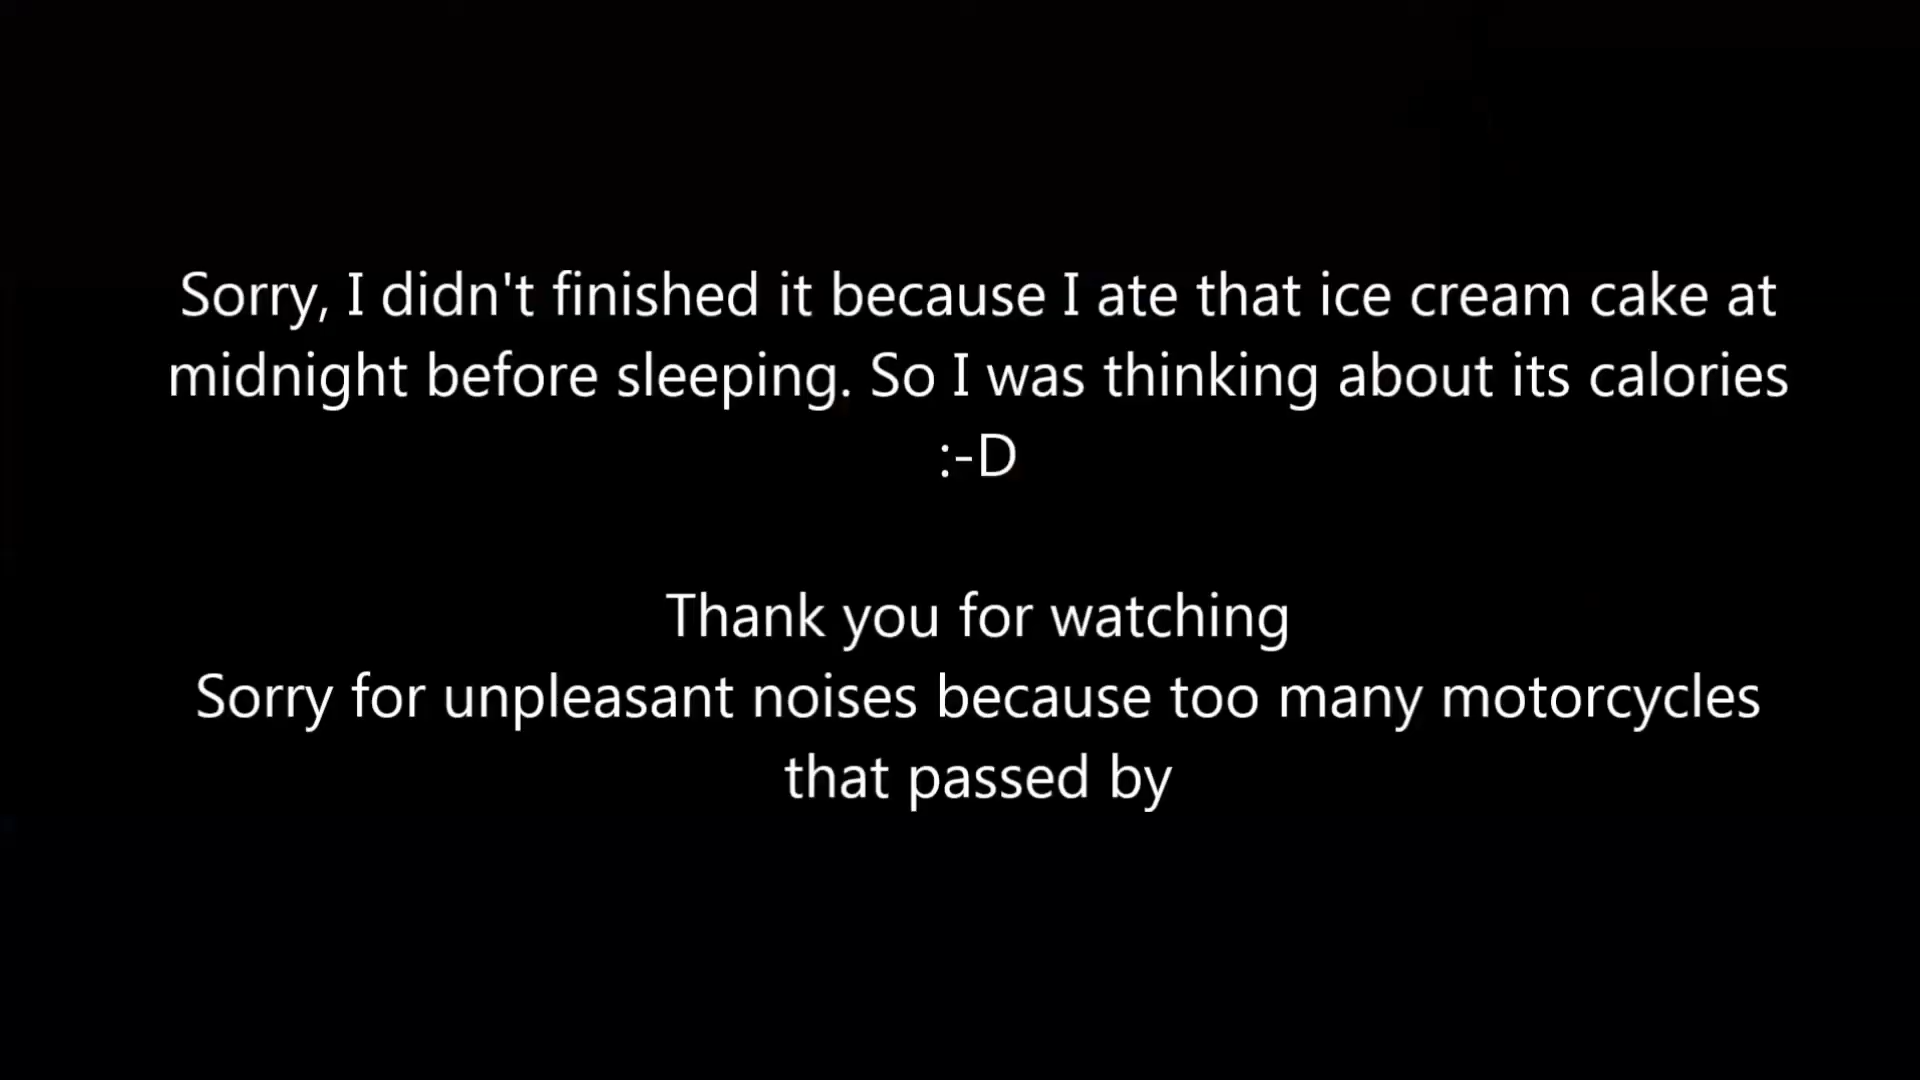 Sorry, I didn't finished it because I ate that ice cream cake at
midnight before sleeping. So I was thinking about its calories
:-D
Thank you for watching
Sorry for unpleasant noises because too many motorcycles
that passed by